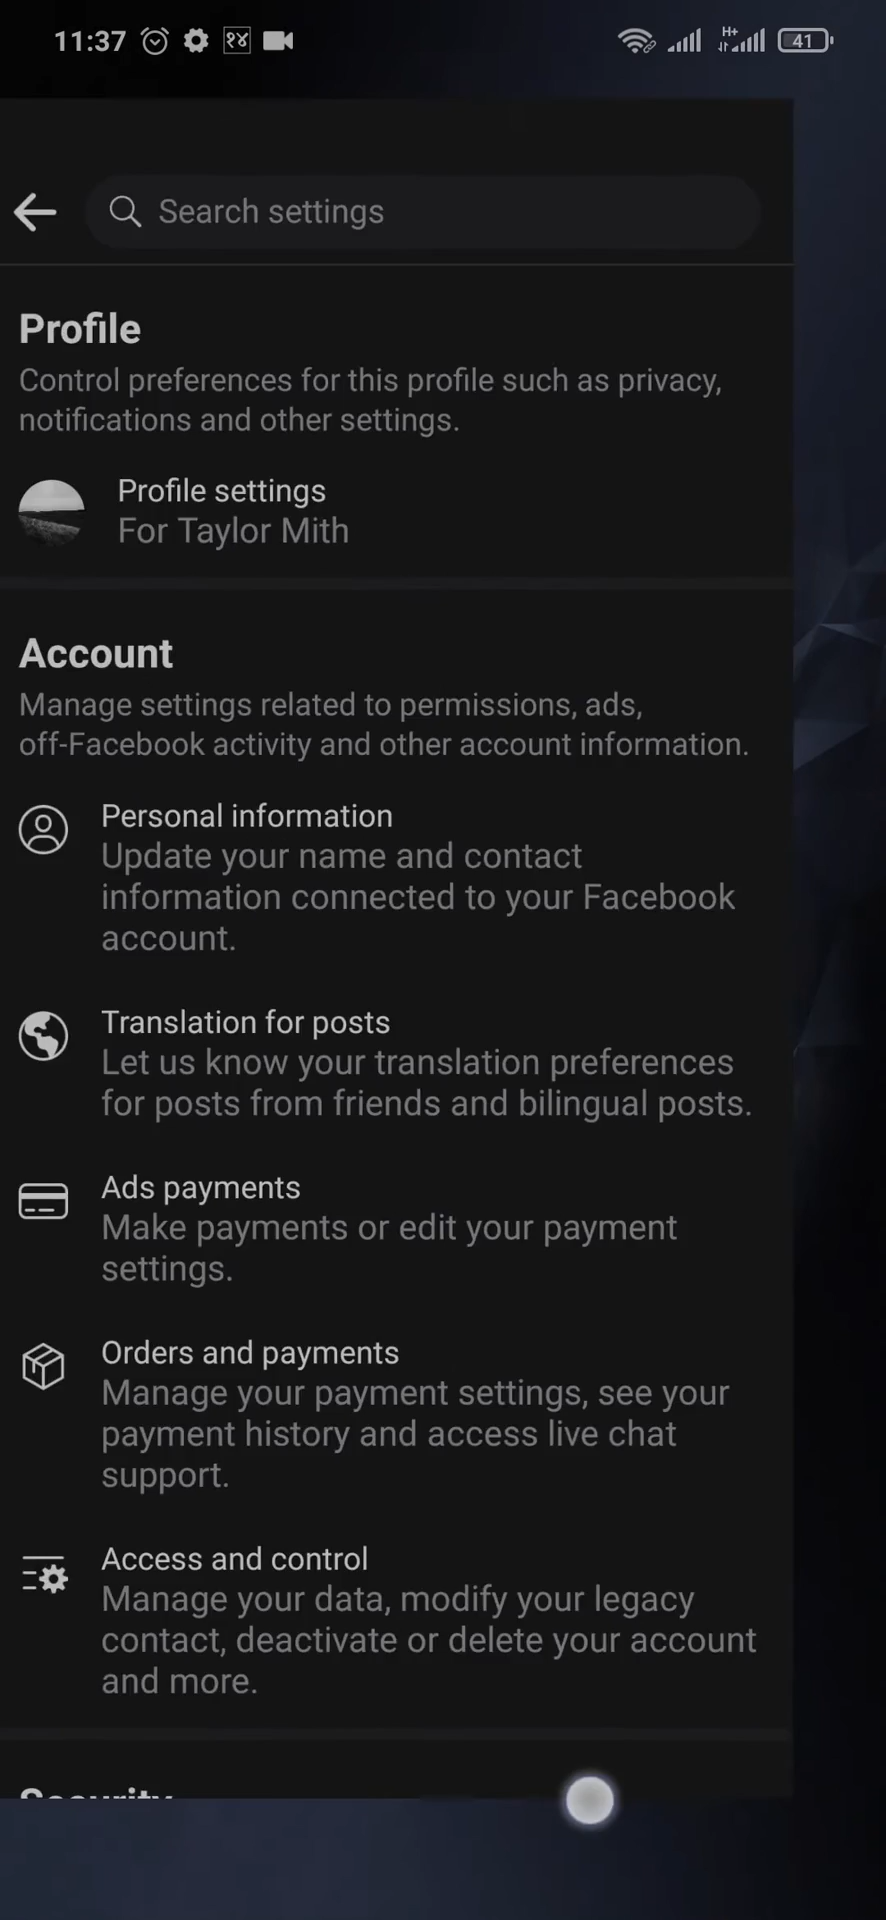 11:37 १४ H+ 41
Search settings
Profile
Control preferences for this profile such as privacy,
notifications and other settings.
Profile settings
For Taylor Mith
Account
Manage settings related to permissions, ads,
off-Facebook activity and other account information.
Personal information
Update your name and contact
information connected to your Facebook
account.
Translation for posts
Let us know your translation preferences
for posts from friends and bilingual posts.
Ads payments
Make payments or edit your payment
settings.
Orders and payments
Manage your payment settings, see your
payment history and access live chat
support.
Access and control
Manage your data, modify your legacy
contact, deactivate or delete your account
and more.
Security